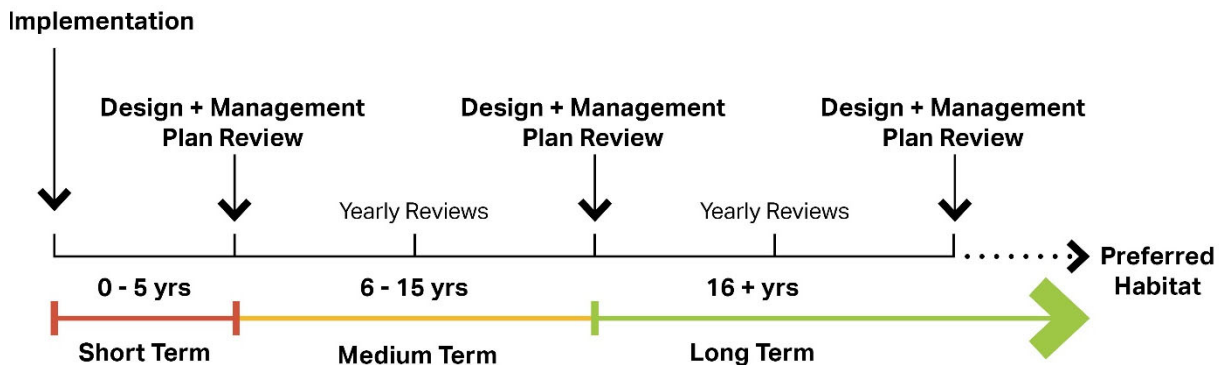 Implementation
Design + Management
Plan Review
Design + Management
Plan Review
Design + Management
Plan Review
Yearly Reviews
Yearly Reviews
Preferred
Habitat
0 - 5 yrs
6 - 15 yrs
16 + yrs
Short Term
Medium Term
Long Term